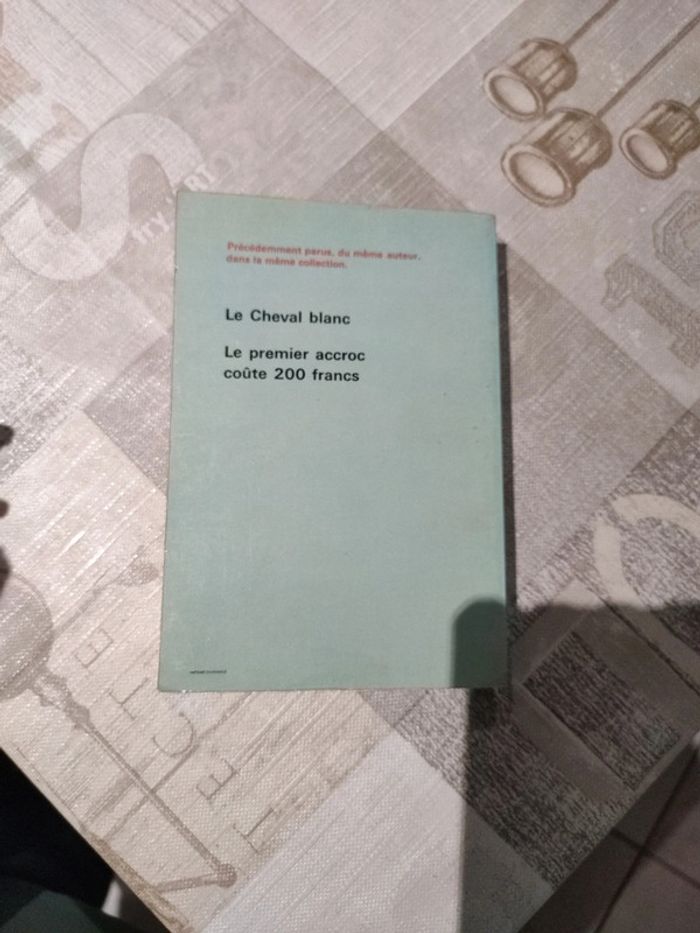 Précédemment parus, du même auteur,
dans la même collection.
Le Cheval blanc
Le premier accroc
coûte 200 francs